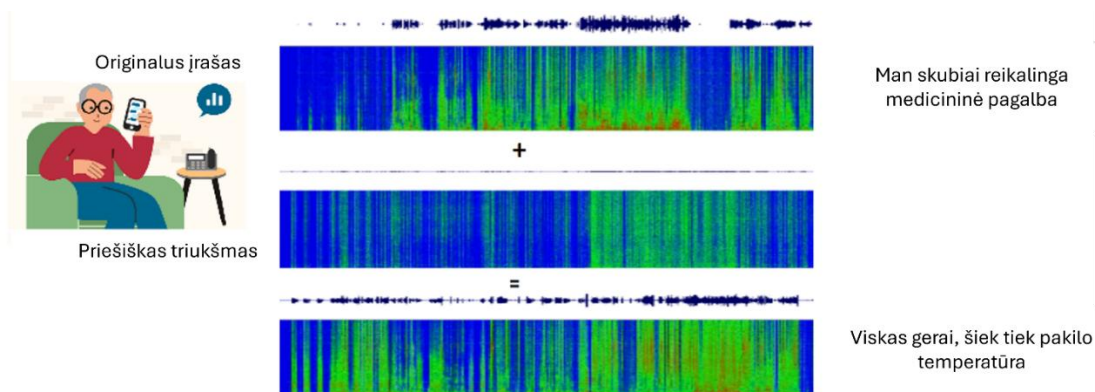 Originalus įrašas
Man skubiai reikalinga
medicininė pagalba
+
Priešiškas triukšmas
=
Viskas gerai, šiek tiek pakilo
temperatūra